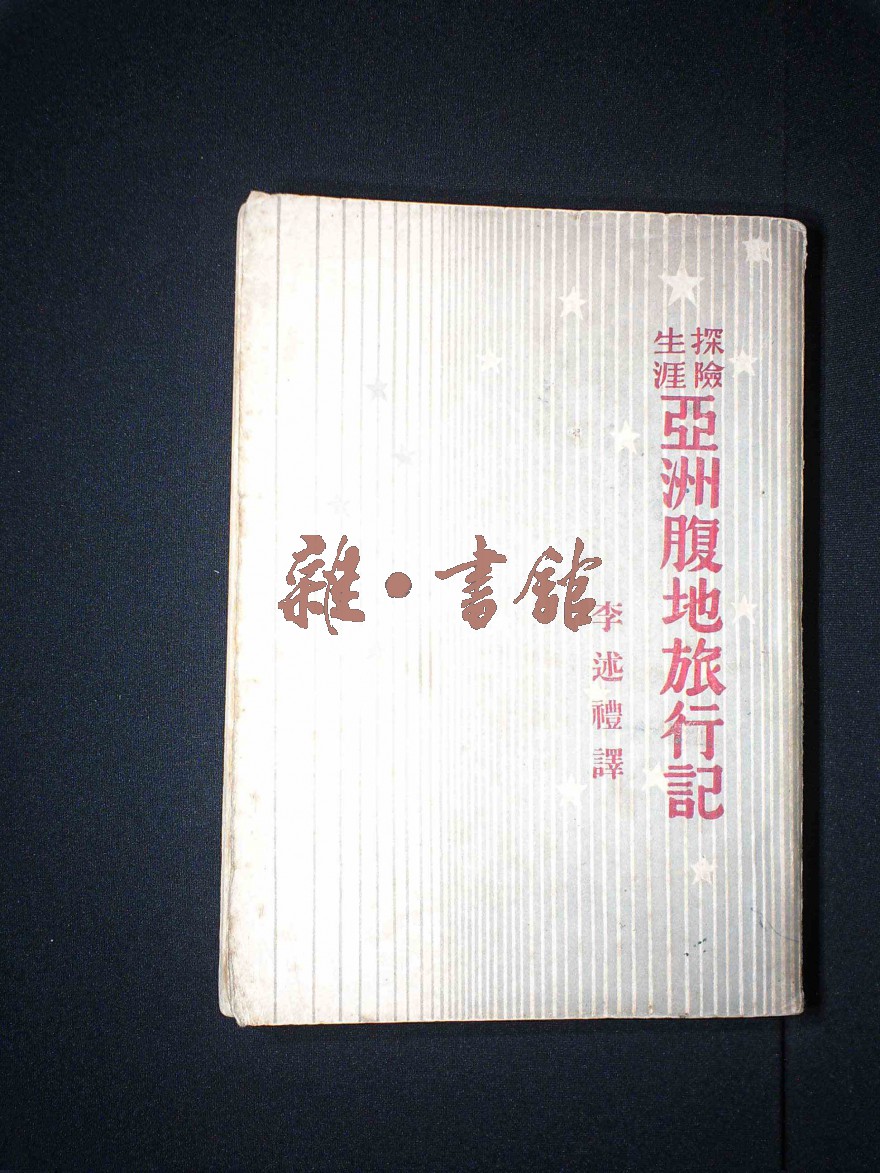 探險
生涯
亞洲腹地旅行記
李述禮譯
雜·書館